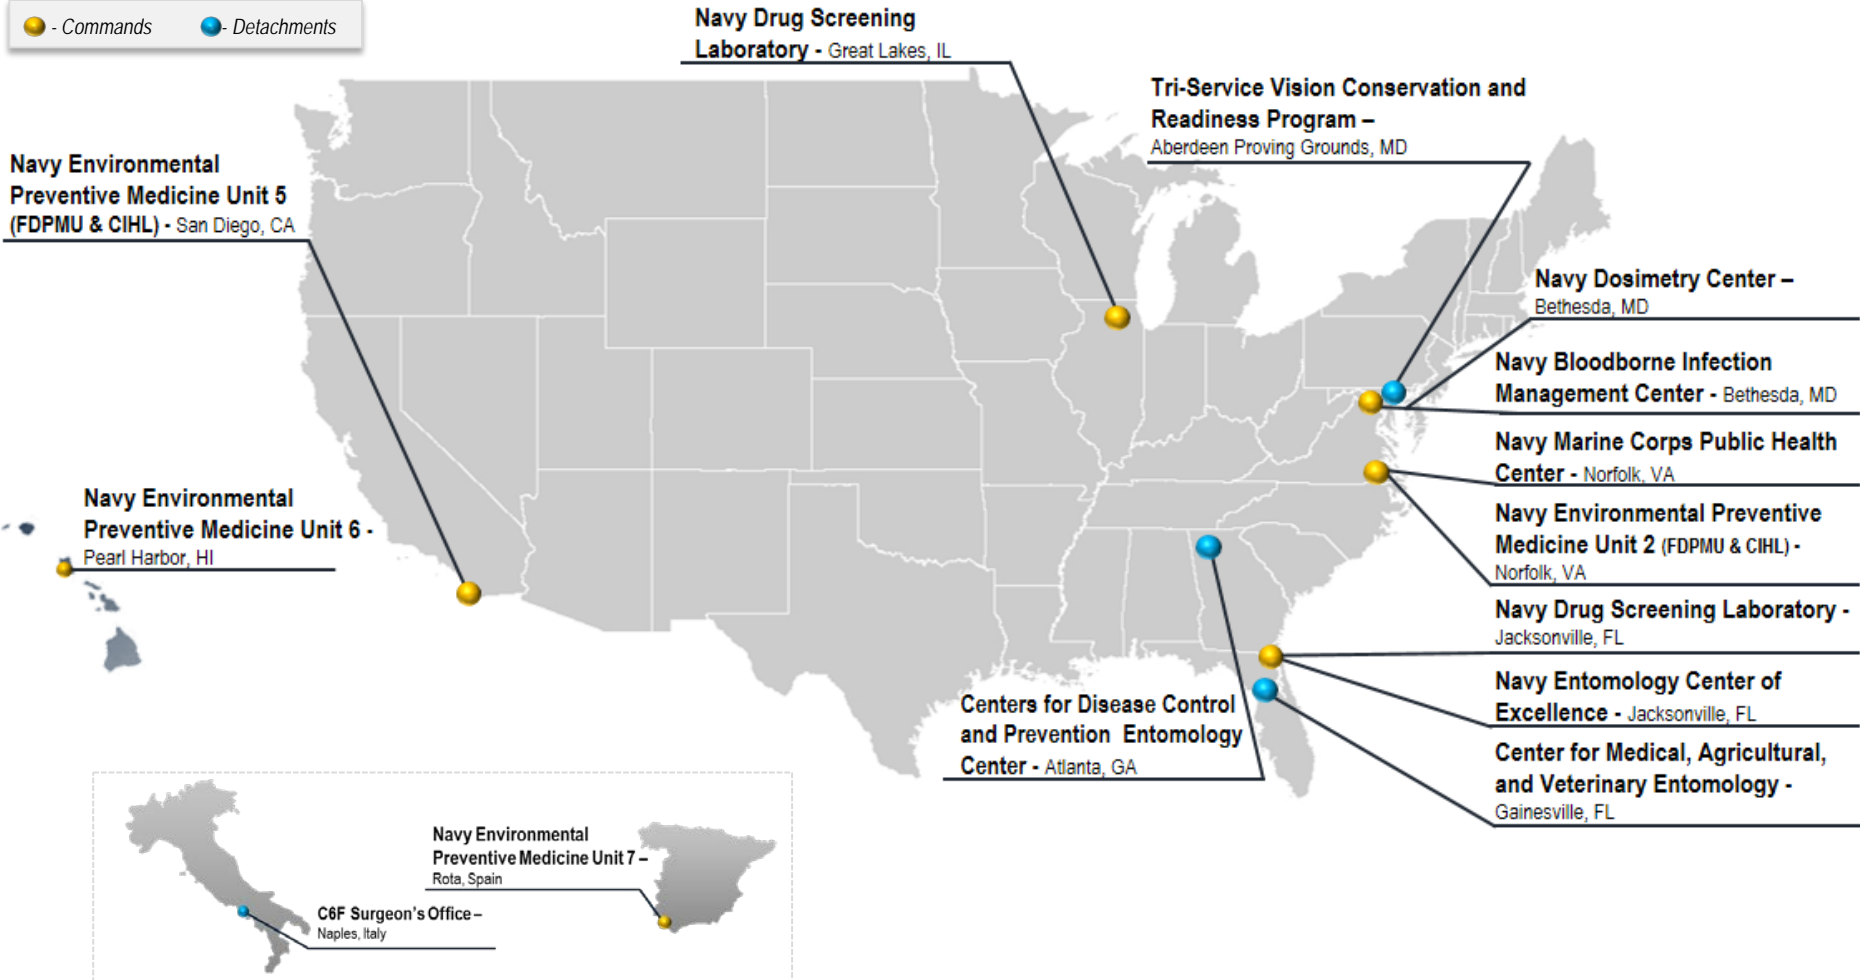 - Commands
- Detachments
Navy Drug Screening
Laboratory - Great Lakes, IL
Tri-Service Vision Conservation and
Readiness Program –
Aberdeen Proving Grounds, MD
Navy Environmental
Preventive Medicine Unit 5
(FDPMU & CIHL) - San Diego, CA
Navy Dosimetry Center –
Bethesda, MD
Navy Bloodborne Infection
Management Center - Bethesda, MD
Navy Marine Corps Public Health
Center - Norfolk, VA
Navy Environmental
Preventive Medicine Unit 6 -
Pearl Harbor, HI
Navy Environmental Preventive
Medicine Unit 2 (FDPMU & CIHL) -
Norfolk, VA
Navy Drug Screening Laboratory -
Jacksonville, FL
Navy Entomology Center of
Excellence - Jacksonville, FL
Centers for Disease Control
and Prevention Entomology
Center - Atlanta, GA
Center for Medical, Agricultural,
and Veterinary Entomology -
Gainesville, FL
Navy Environmental
Preventive Medicine Unit 7 –
Rota, Spain
C6F Surgeon's Office –
Naples, Italy